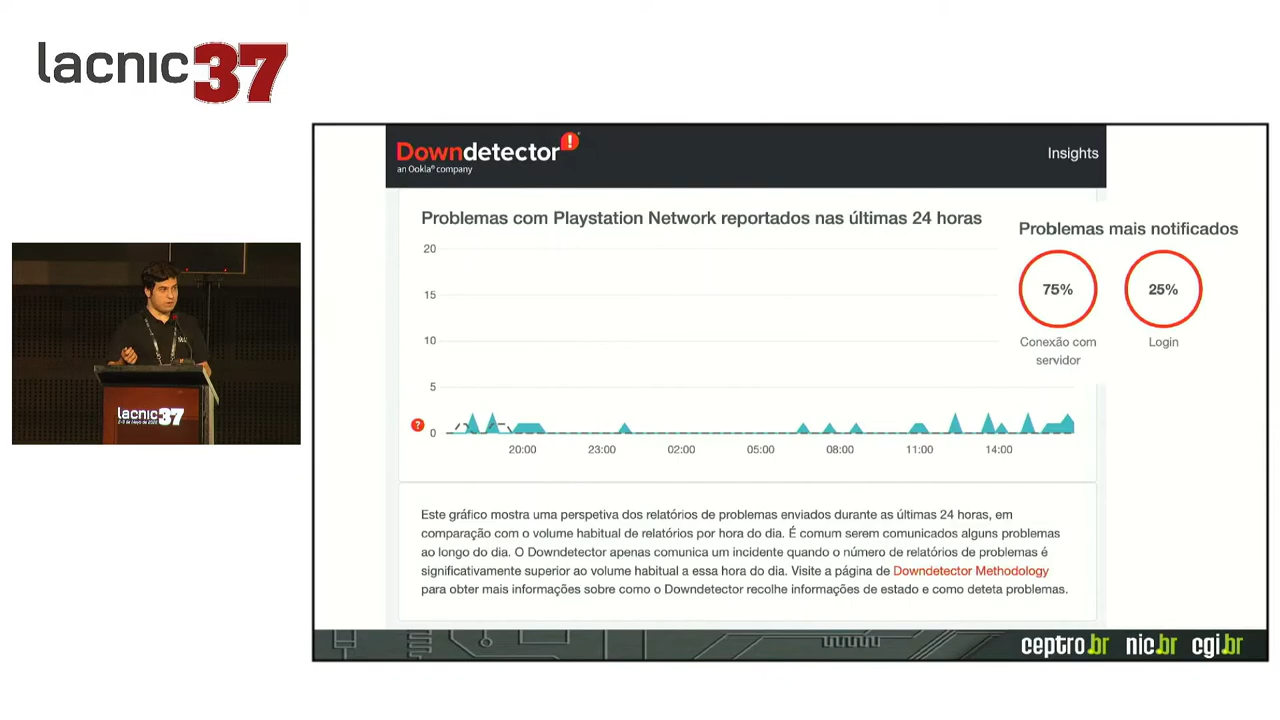 lacnic 37
Downdetector
an Ookla® company
Insights
Problemas com Playstation Network reportados nas últimas 24 horas
Problemas mais notificados
75%
25%
Conexão com
servidor
Login
20
15
10
5
0
20:00
23:00
02:00
05:00
08:00
11:00
14:00
Este gráfico mostra uma perspetiva dos relatórios de problemas enviados durante as últimas 24 horas, em
comparação com o volume habitual de relatórios por hora do dia. É comum serem comunicados alguns problemas
ao longo do dia. O Downdetector apenas comunica um incidente quando o número de relatórios de problemas é
significativamente superior ao volume habitual a essa hora do dia. Visite a página de Downdetector Methodology
para obter mais informações sobre como o Downdetector recolhe informações de estado e como deteta problemas.
lacnic 37
ceptro.br nic.br cgi.br